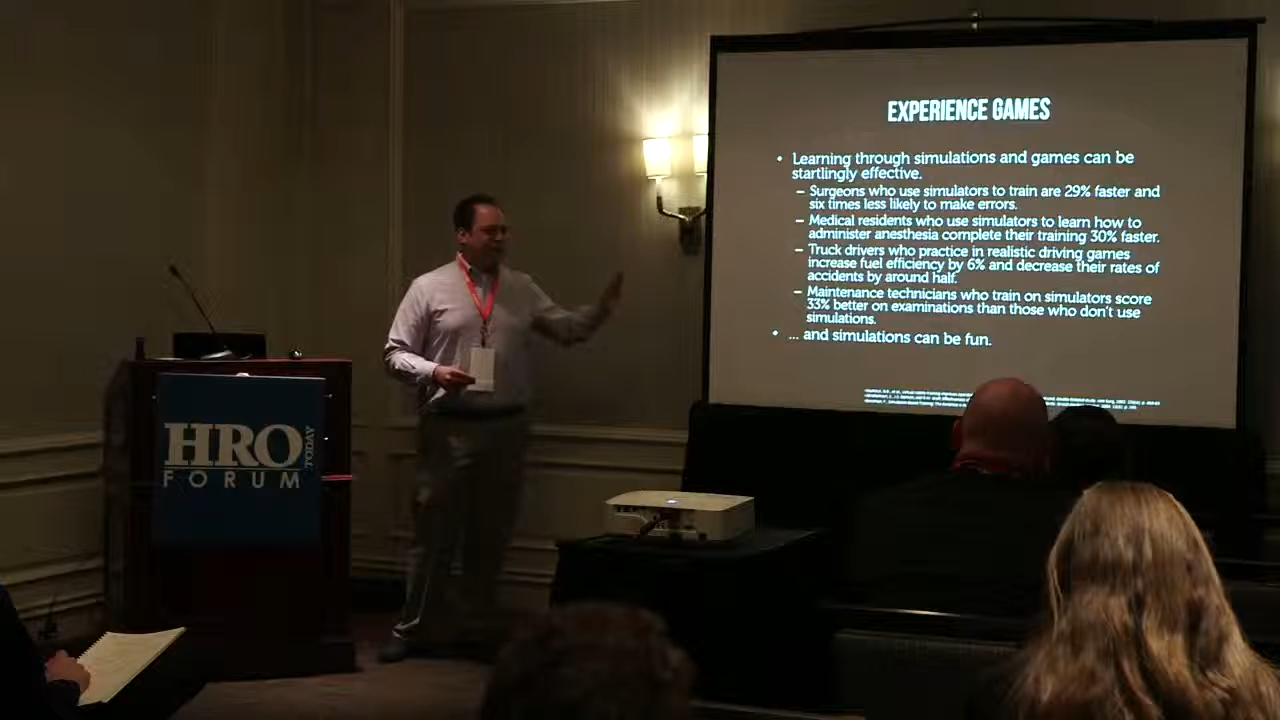 EXPERIENCE GAMES
• Learning through simulations and games can be
startlingly effective.
– Surgeons who use simulators to train are 29% faster and
six times less likely to make errors.
– Medical residents who use simulators to learn how to
administer anesthesia complete their training 30% faster.
– Truck drivers who practice in realistic driving games
increase fuel efficiency by 6% and decrease their rates of
accidents by around half.
– Maintenance technicians who train on simulators score
33% better on examinations than those who don't use
simulations.
• ... and simulations can be fun.
HRO
TODAY
FORUM